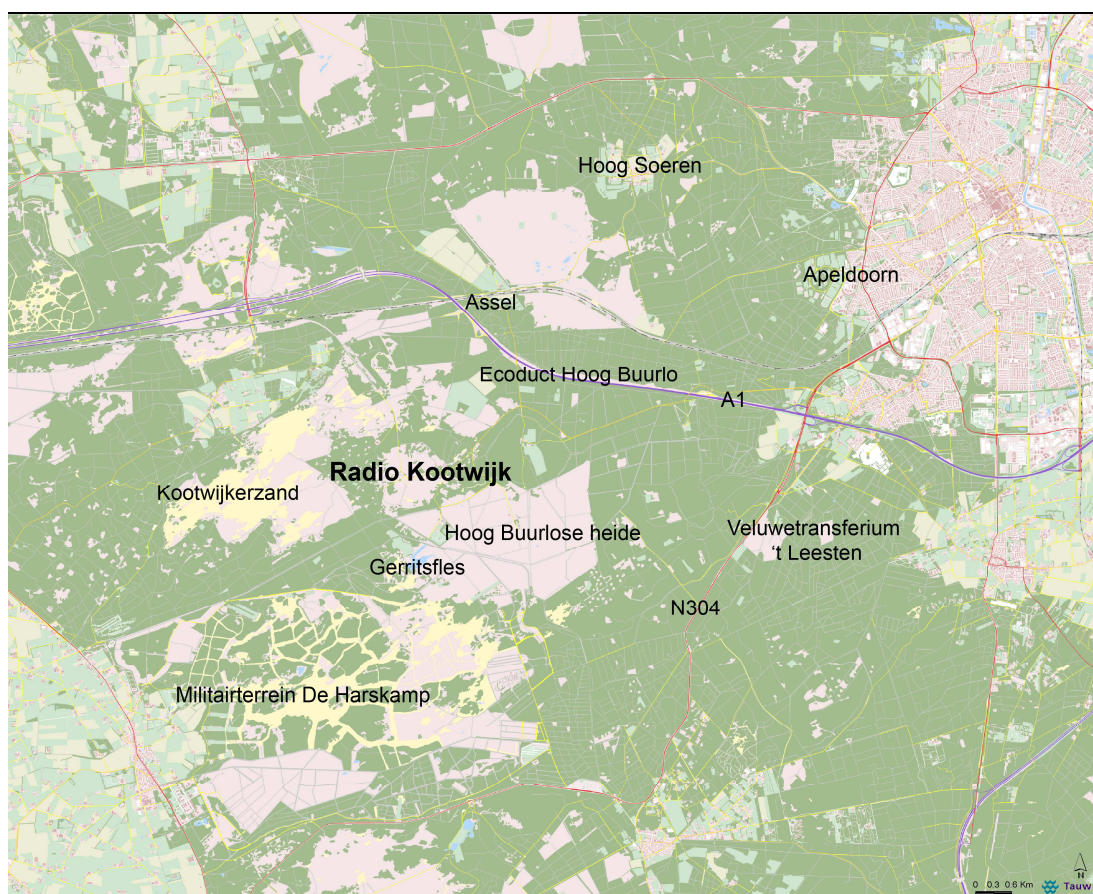 Hoog Soeren
Apeldoorn
Assel
Ecoduct Hoog Buurlo
A1
Radio Kootwijk
Kootwijkerzand
Hoog Buurlose heide
Veluwetransferium
‘t Leesten
Gerritsfles
N304
Militairterrein De Harskamp
N
0 0.3 0.6 Km
Tauw